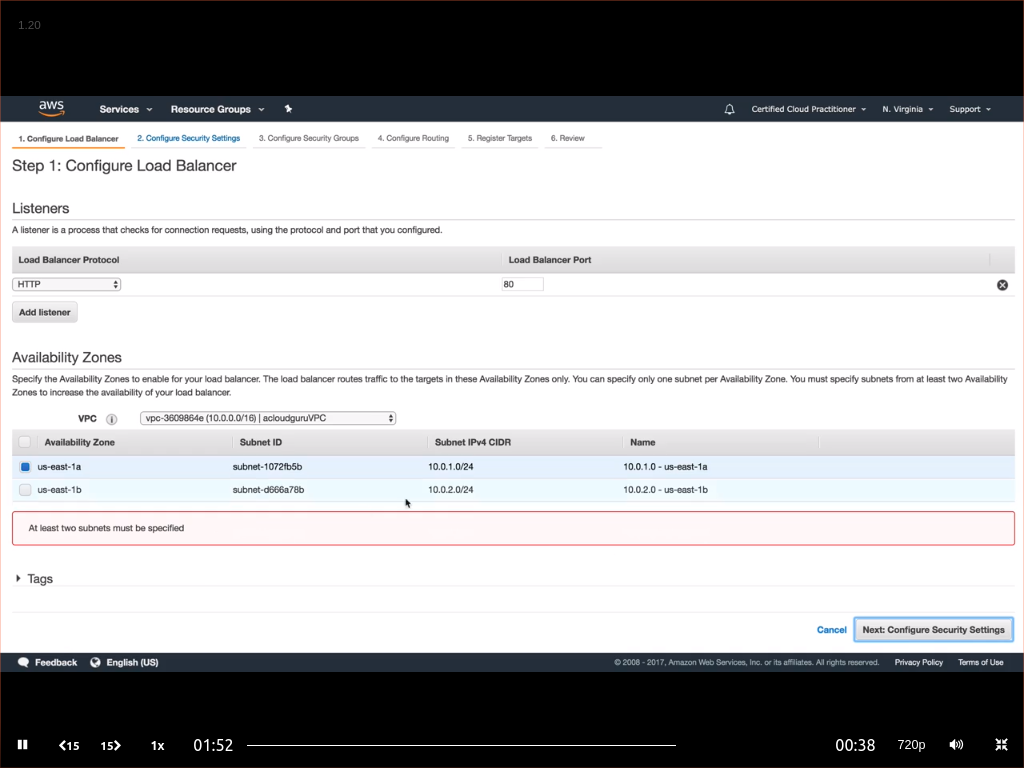 1.20
aws Services Resource Groups Certified Cloud Practitioner N. Virginia Support
1. Configure Load Balancer 2. Configure Security Settings 3. Configure Security Groups 4. Configure Routing 5. Register Targets 6. Review
Step 1: Configure Load Balancer
Listeners
A listener is a process that checks for connection requests, using the protocol and port that you configured.
Load Balancer Protocol Load Balancer Port
HTTP 80
Add listener
Availability Zones
Specify the Availability Zones to enable for your load balancer. The load balancer routes traffic to the targets in these Availability Zones only. You can specify only one subnet per Availability Zone. You must specify subnets from at least two Availability
Zones to increase the availability of your load balancer.
VPC i vpc-3609864e (10.0.0.0/16) | acloudguruVPC
Availability Zone Subnet ID Subnet IPv4 CIDR Name
us-east-1a subnet-1072fb5b 10.0.1.0/24 10.0.1.0 - us-east-1a
us-east-1b subnet-d666a78b 10.0.2.0/24 10.0.2.0 - us-east-1b
At least two subnets must be specified
Tags
Cancel Next: Configure Security Settings
Feedback English (US) © 2008 - 2017, Amazon Web Services, Inc. or its affiliates. All rights reserved. Privacy Policy Terms of Use
15 15 1x 01:52 00:38 720p